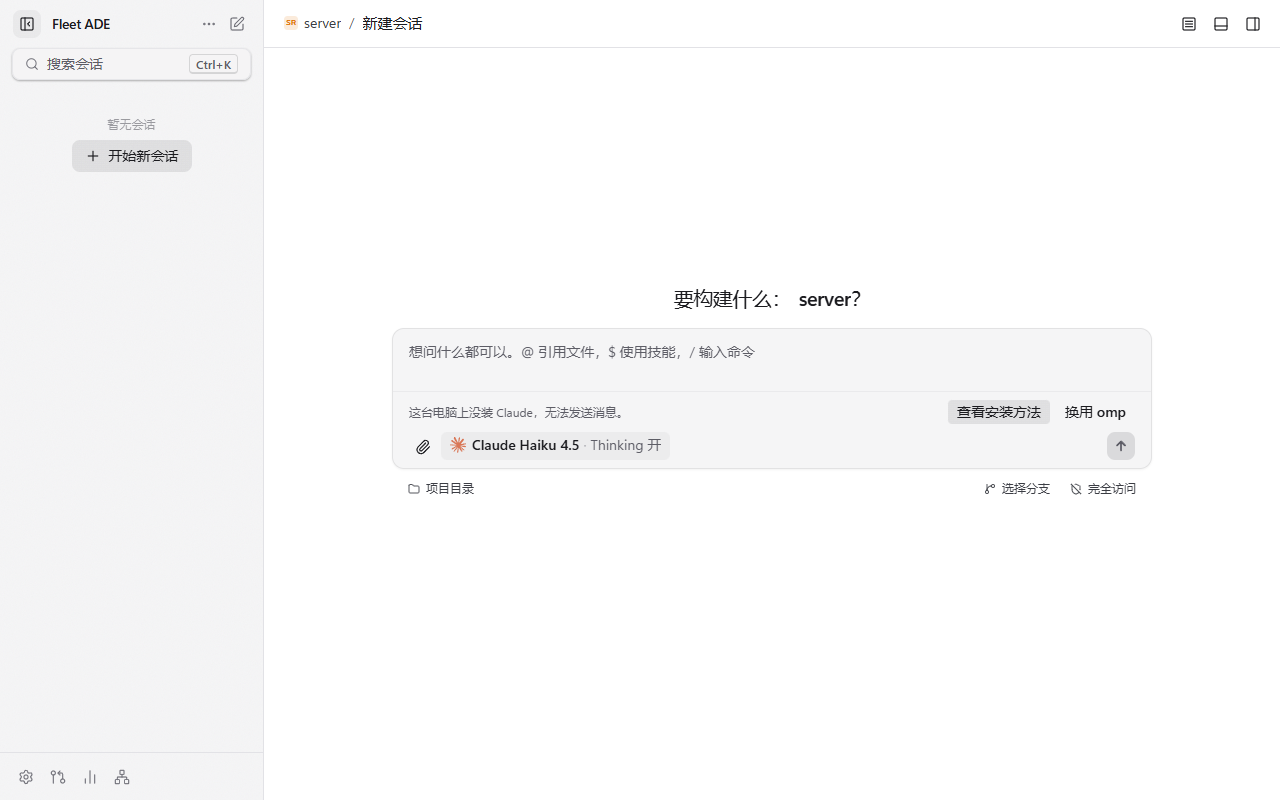 Fleet ADE
搜索会话 Ctrl+K
暂无会话
开始新会话
SR server / 新建会话
要构建什么： server？
想问什么都可以。@ 引用文件，$ 使用技能，/ 输入命令
这台电脑上没装 Claude，无法发送消息。 查看安装方法 换用 omp
Claude Haiku 4.5 · Thinking 开
项目目录 选择分支 完全访问